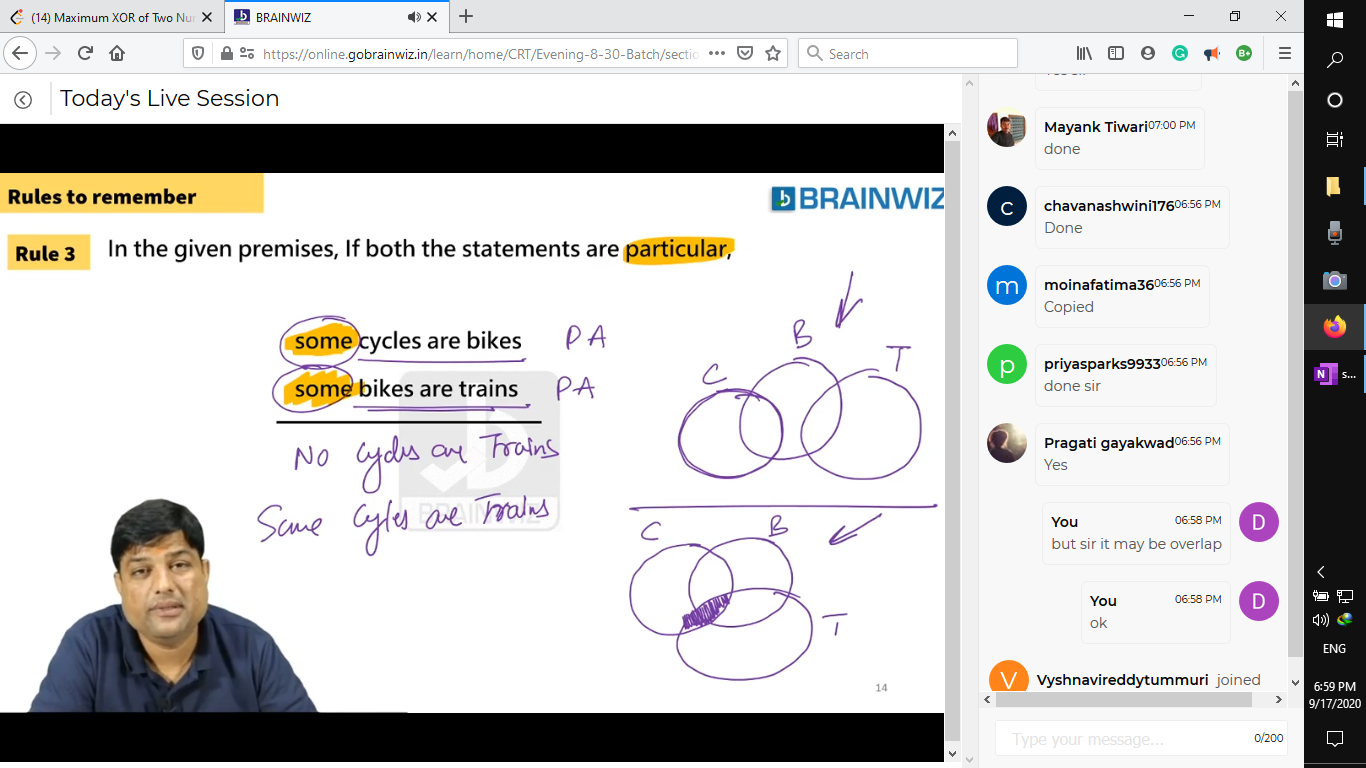 (14) Maximum XOR of Two Nu
BRAINWIZ
https://online.gobrainwiz.in/learn/home/CRT/Evening-8-30-Batch/sectio
Search
Today's Live Session
Rules to remember
BRAINWIZ
Rule 3 In the given premises, If both the statements are particular,
some cycles are bikes PA
some bikes are trains PA
No cycles are Trains
Some cycles are Trains
C B T
C B
T
BRAINWIZ
14
Yes sir
Mayank Tiwari 07:00 PM
done
c
chavanashwini176 06:56 PM
Done
m
moinafatima36 06:56 PM
Copied
p
priyasparks9933 06:56 PM
done sir
Pragati gayakwad 06:56 PM
Yes
You 06:58 PM
D
but sir it may be overlap
You 06:58 PM
D
ok
V
Vyshnavireddytummuri joined
Type your message... 0/200
B+
N s...
ENG
6:59 PM
9/17/2020